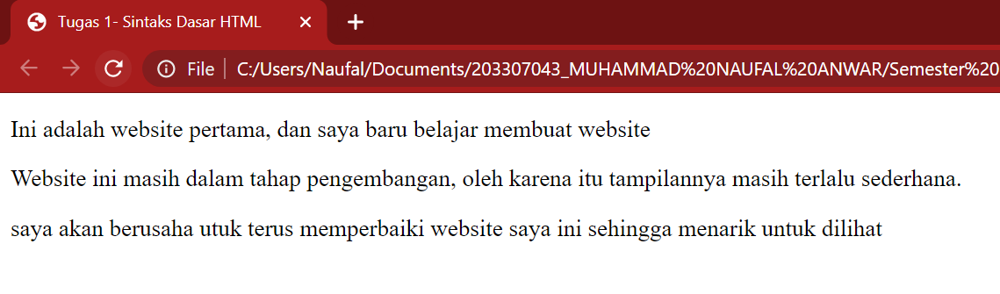 Tugas 1- Sintaks Dasar HTML
File | C:/Users/Naufal/Documents/203307043_MUHAMMAD%20NAUFAL%20ANWAR/Semester%20
Ini adalah website pertama, dan saya baru belajar membuat website
Website ini masih dalam tahap pengembangan, oleh karena itu tampilannya masih terlalu sederhana.
saya akan berusaha utuk terus memperbaiki website saya ini sehingga menarik untuk dilihat